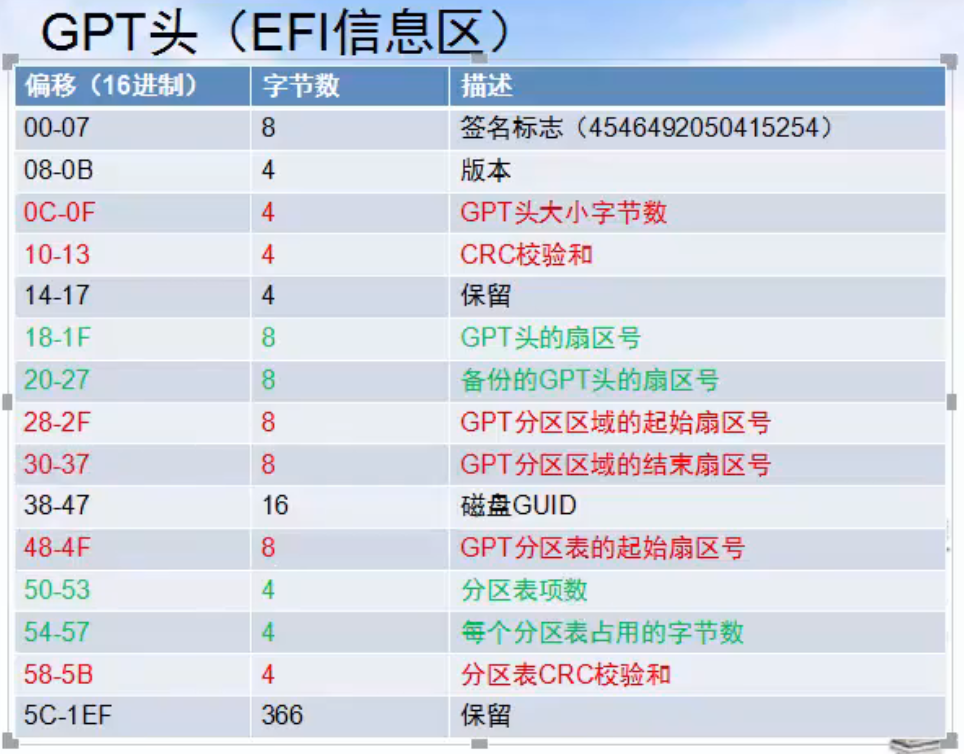 GPT头（EFI信息区）
偏移（16进制） 字节数 描述
00-07 8 签名标志（4546492050415254）
08-0B 4 版本
0C-0F 4 GPT头大小字节数
10-13 4 CRC校验和
14-17 4 保留
18-1F 8 GPT头的扇区号
20-27 8 备份的GPT头的扇区号
28-2F 8 GPT分区区域的起始扇区号
30-37 8 GPT分区区域的结束扇区号
38-47 16 磁盘GUID
48-4F 8 GPT分区表的起始扇区号
50-53 4 分区表项数
54-57 4 每个分区表占用的字节数
58-5B 4 分区表CRC校验和
5C-1EF 366 保留